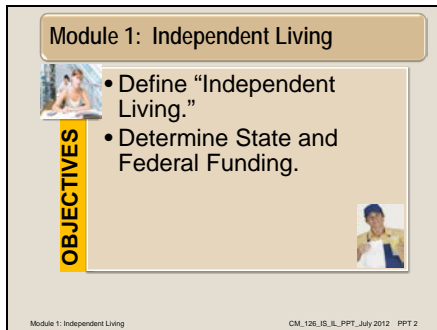 Module 1:  Independent Living
OBJECTIVES
• Define “Independent
Living.”
• Determine State and
Federal Funding.
Module 1: Independent Living
CM_126_IS_IL_PPT_July 2012   PPT 2